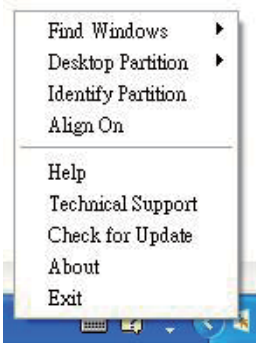 Find Windows
Desktop Partition
Identify Partition
Align On
Help
Technical Support
Check for Update
About
Exit